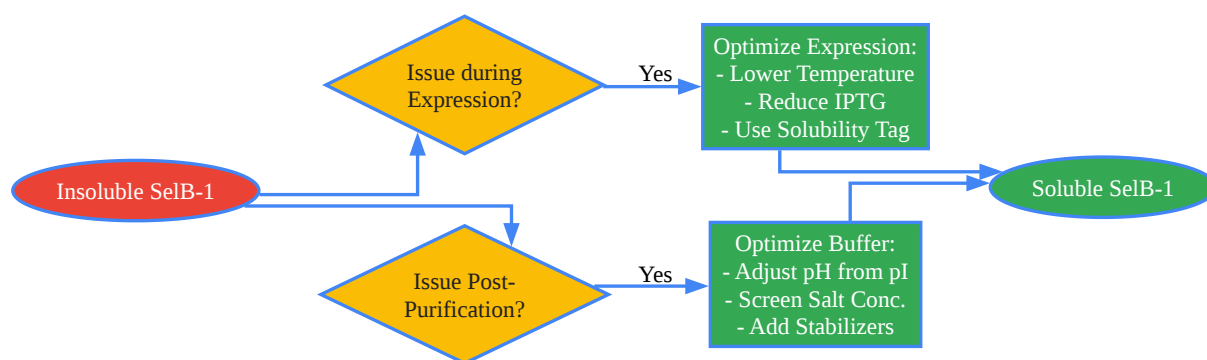 Insoluble SelB-1
Issue during
Expression?
Yes
Optimize Expression:
- Lower Temperature
- Reduce IPTG
- Use Solubility Tag
Issue Post-
Purification?
Yes
Optimize Buffer:
- Adjust pH from pI
- Screen Salt Conc.
- Add Stabilizers
Soluble SelB-1